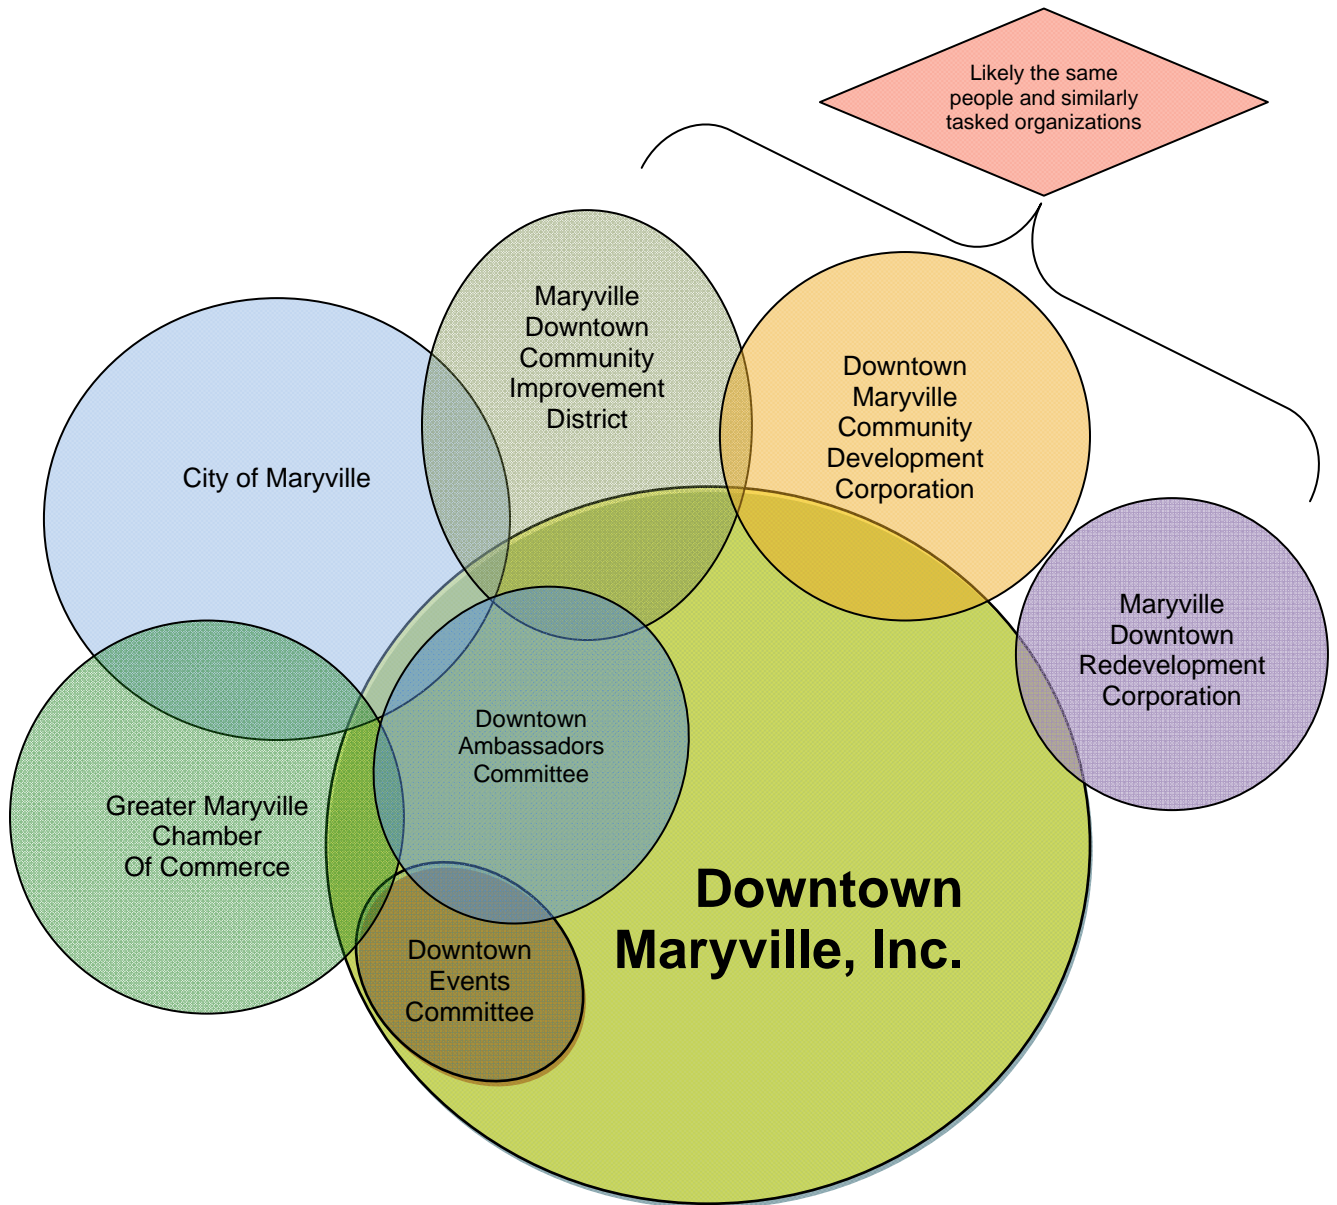 Likely the same
people and similarly
tasked organizations
Maryville
Downtown
Community
Improvement
District
Downtown
Maryville
Community
Development
Corporation
City of Maryville
Maryville
Downtown
Redevelopment
Corporation
Downtown
Ambassadors
Committee
Greater Maryville
Chamber
Of Commerce
Downtown
Maryville, Inc.
Downtown
Events
Committee